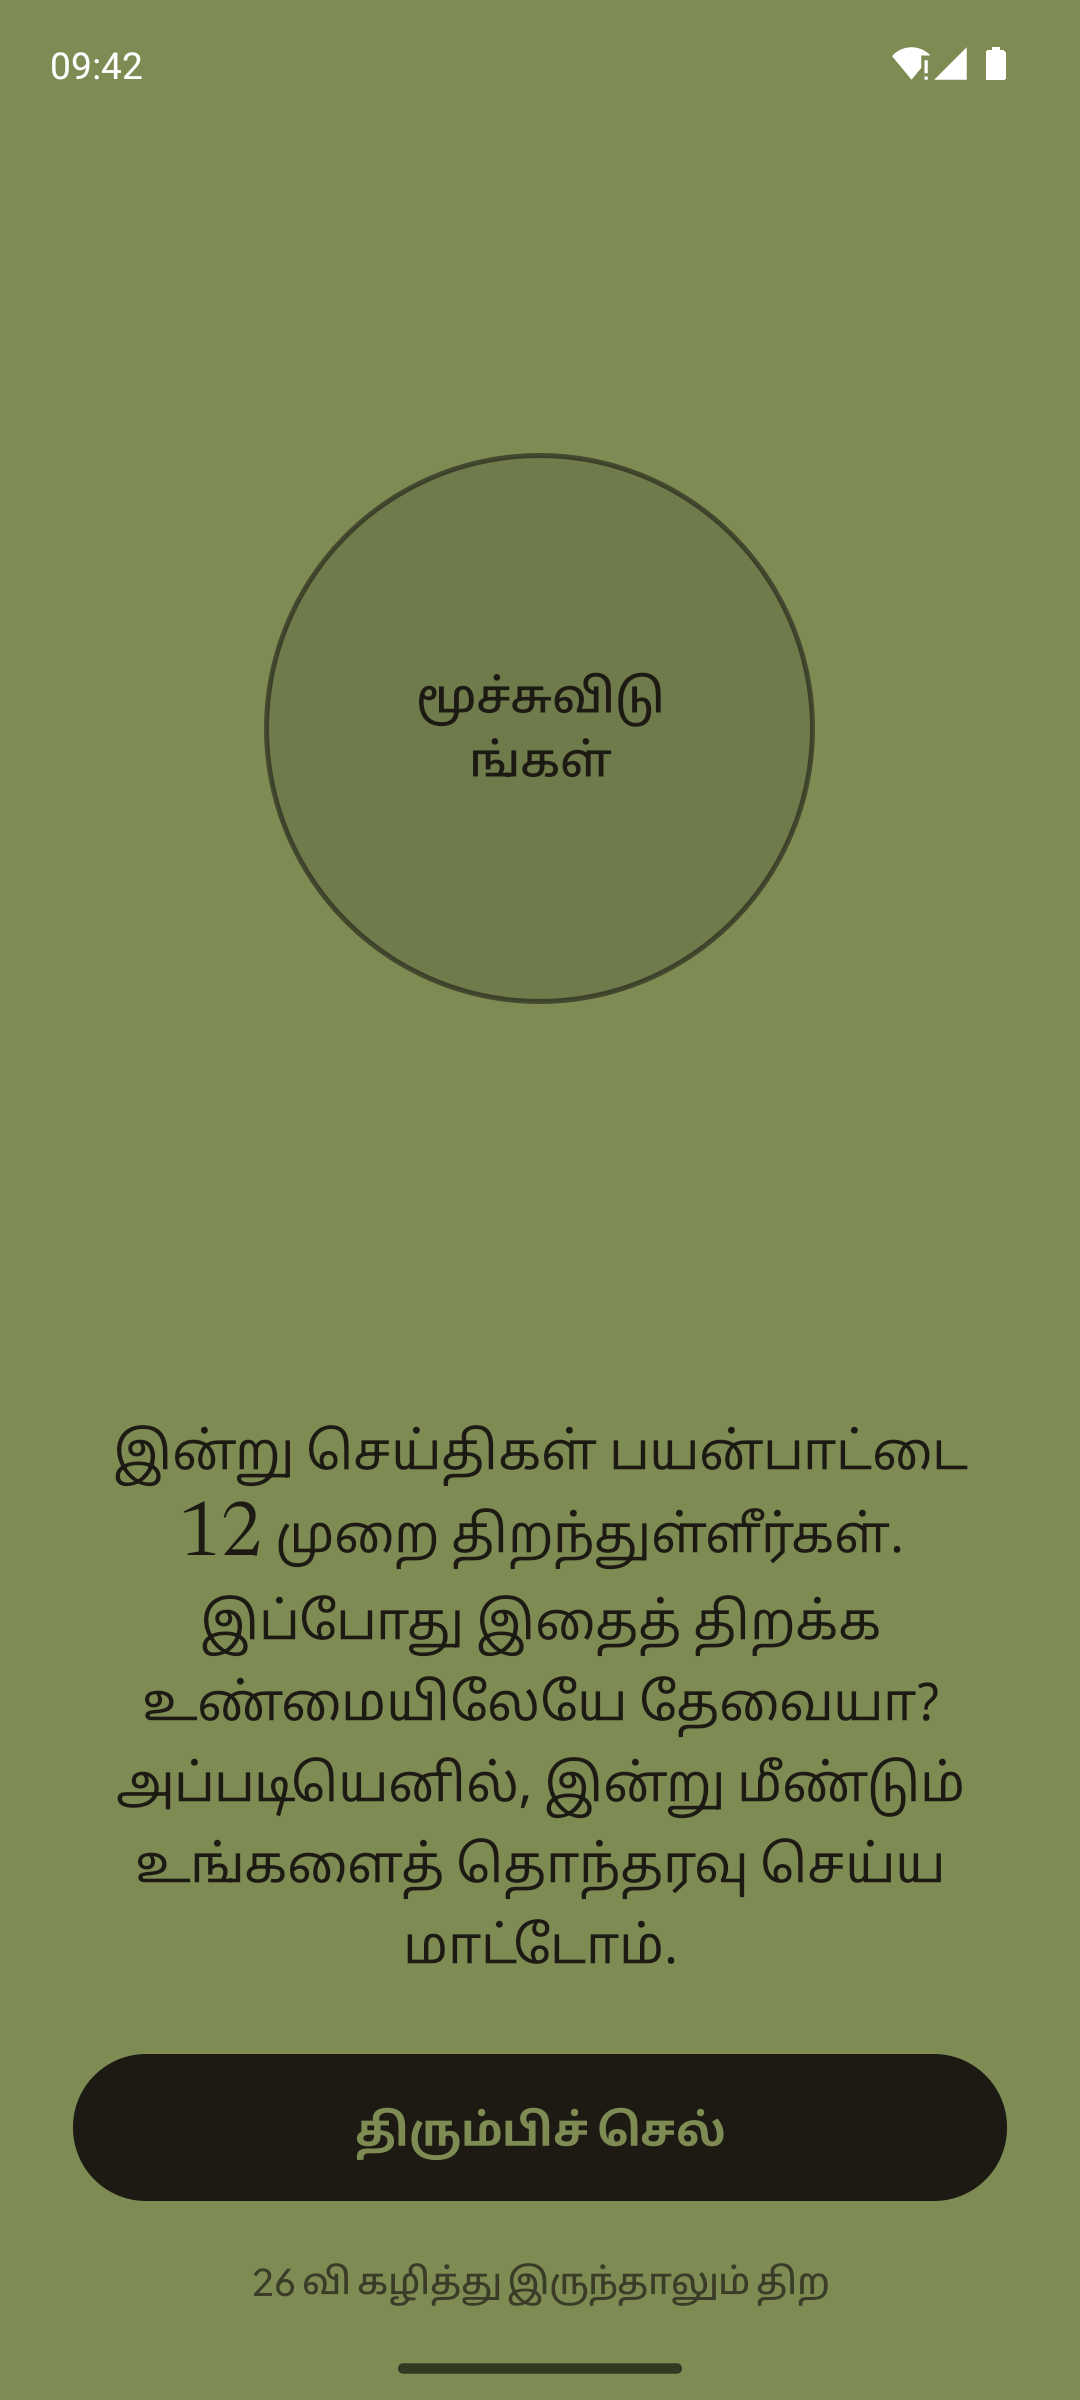 09:42
மூச்சுவிடு
ங்கள்
இன்று செய்திகள் பயன்பாட்டை
12 முறை திறந்துள்ளீர்கள்.
இப்போது இதைத் திறக்க
உண்மையிலேயே தேவையா?
அப்படியெனில், இன்று மீண்டும்
உங்களைத் தொந்தரவு செய்ய
மாட்டோம்.
திரும்பிச் செல்
26 வி கழித்து இருந்தாலும் திற